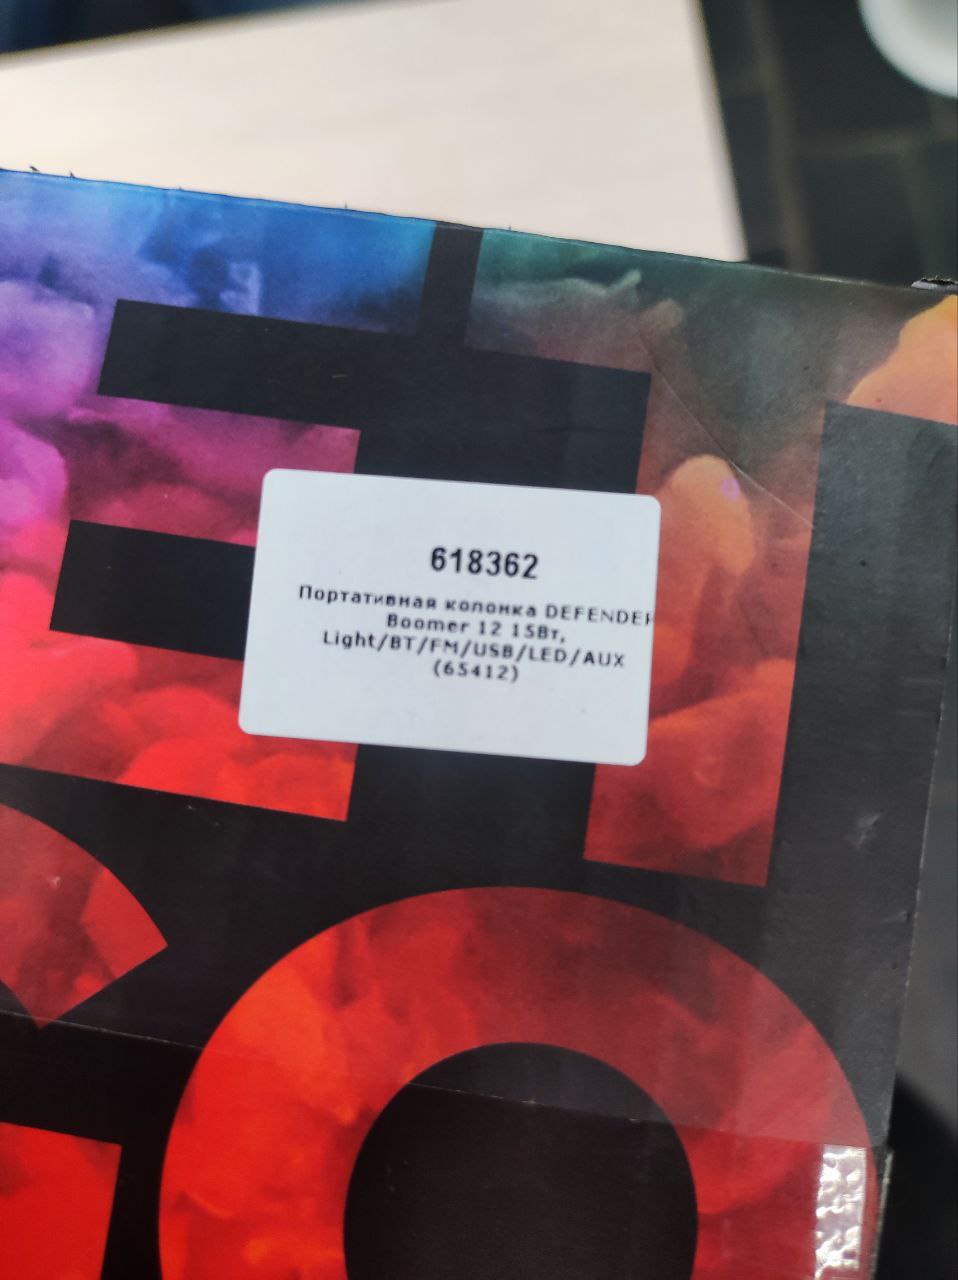 618362
Портативная колонка DEFENDER
Boomer 12 15Вт,
Light/BT/FM/USB/LED/AUX
(65412)